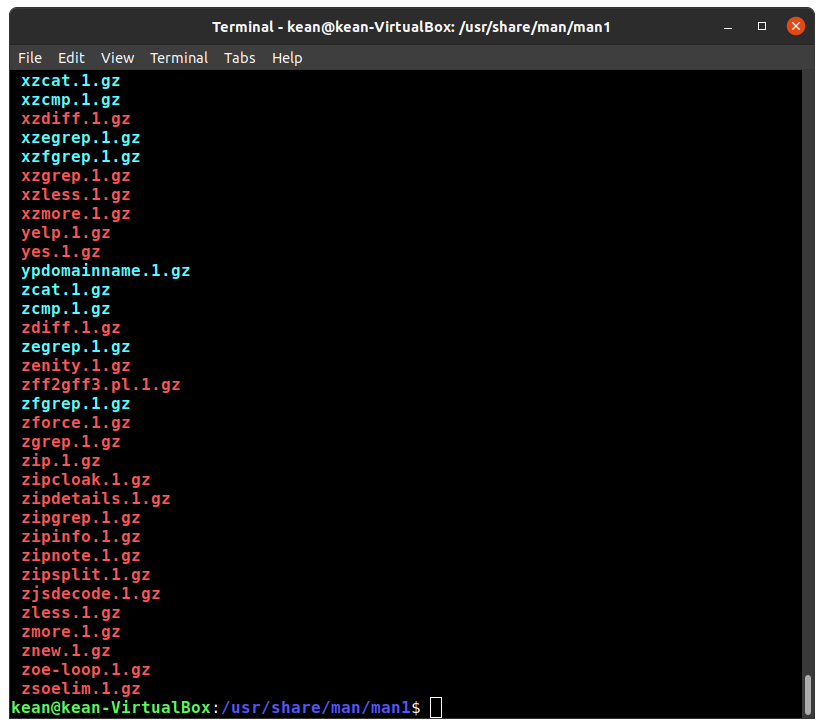 Terminal - kean@kean-VirtualBox: /usr/share/man/man1
File Edit View Terminal Tabs Help
xzcat.1.gz
xzcmp.1.gz
xzdiff.1.gz
xzegrep.1.gz
xzfgrep.1.gz
xzgrep.1.gz
xzless.1.gz
xzmore.1.gz
yelp.1.gz
yes.1.gz
ypdomainname.1.gz
zcat.1.gz
zcmp.1.gz
zdiff.1.gz
zegrep.1.gz
zenity.1.gz
zff2gff3.pl.1.gz
zfgrep.1.gz
zforce.1.gz
zgrep.1.gz
zip.1.gz
zipcloak.1.gz
zipdetails.1.gz
zipgrep.1.gz
zipinfo.1.gz
zipnote.1.gz
zipsplit.1.gz
zjsdecode.1.gz
zless.1.gz
zmore.1.gz
znew.1.gz
zoe-loop.1.gz
zsoelim.1.gz
kean@kean-VirtualBox:/usr/share/man/man1$